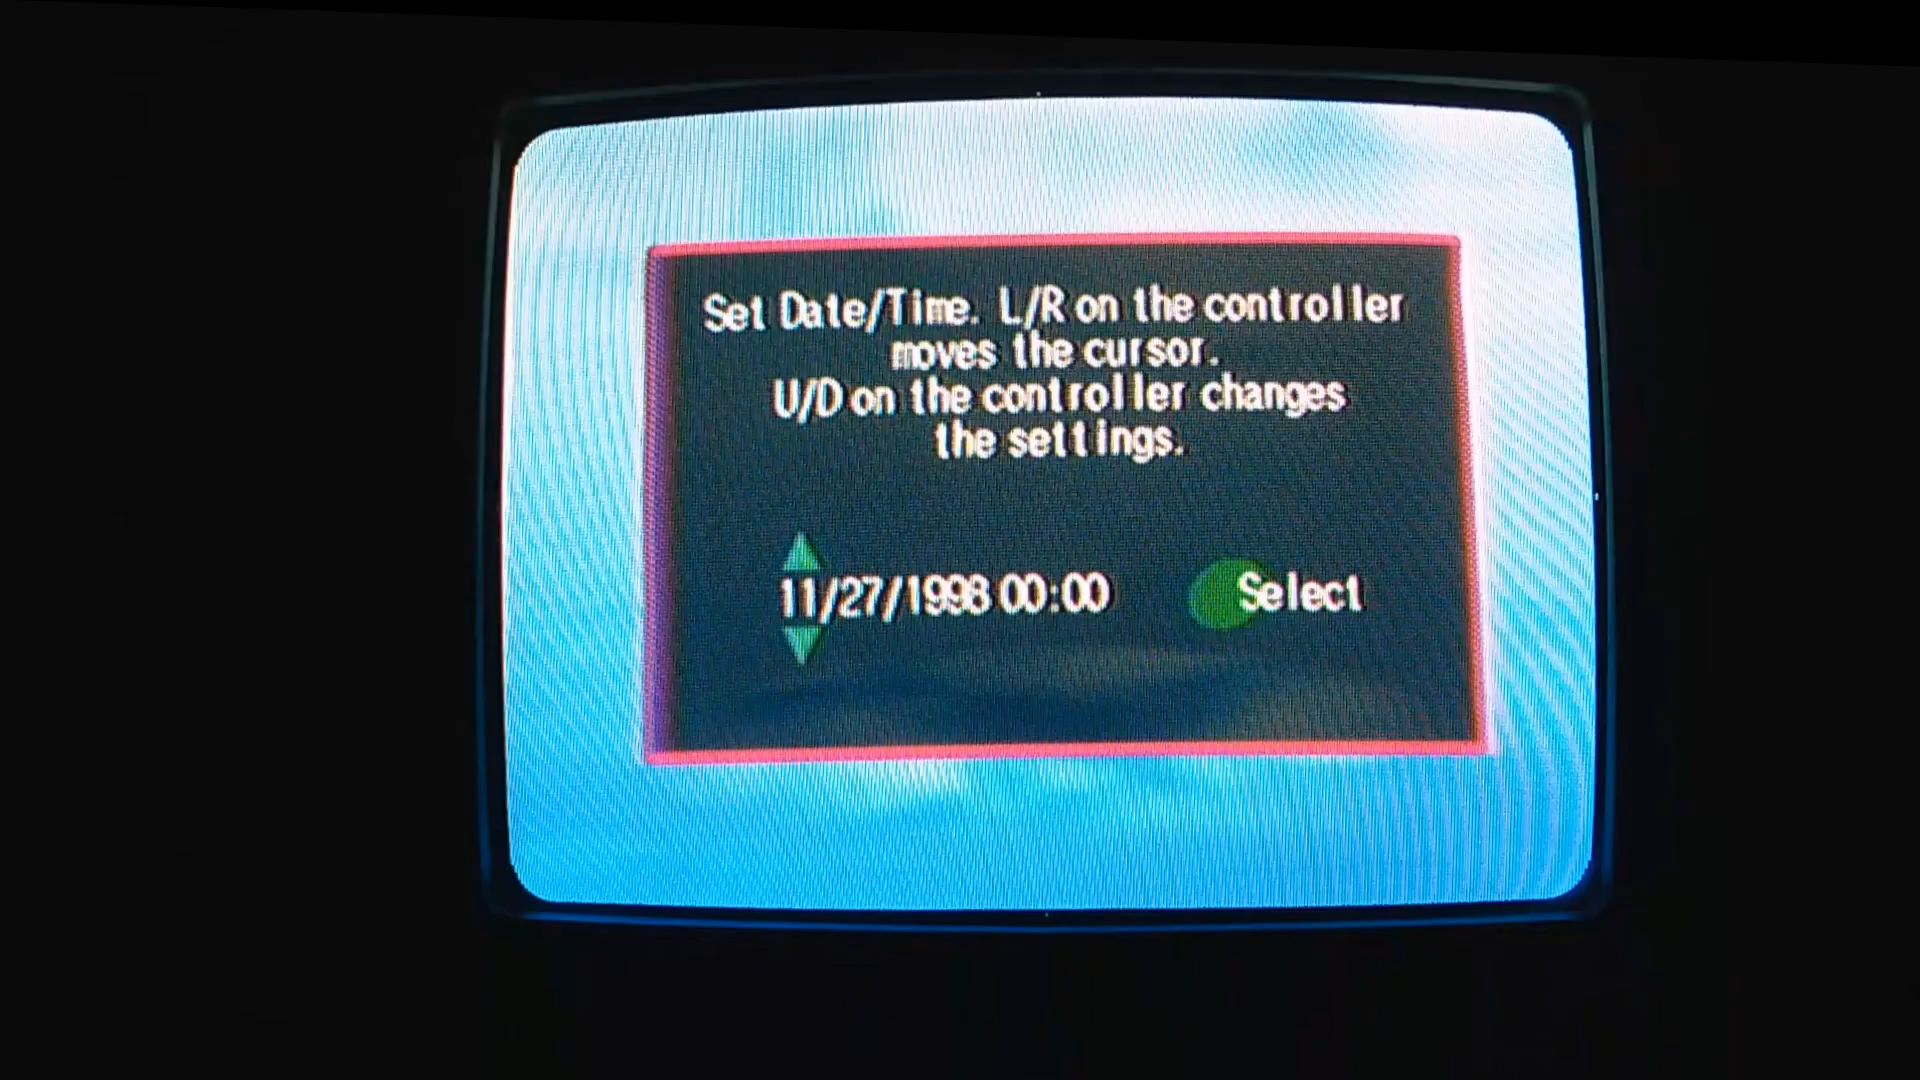 Set Date/Time. L/R on the controller
moves the cursor.
U/D on the controller changes
the settings.
11/27/1998 00:00
Select